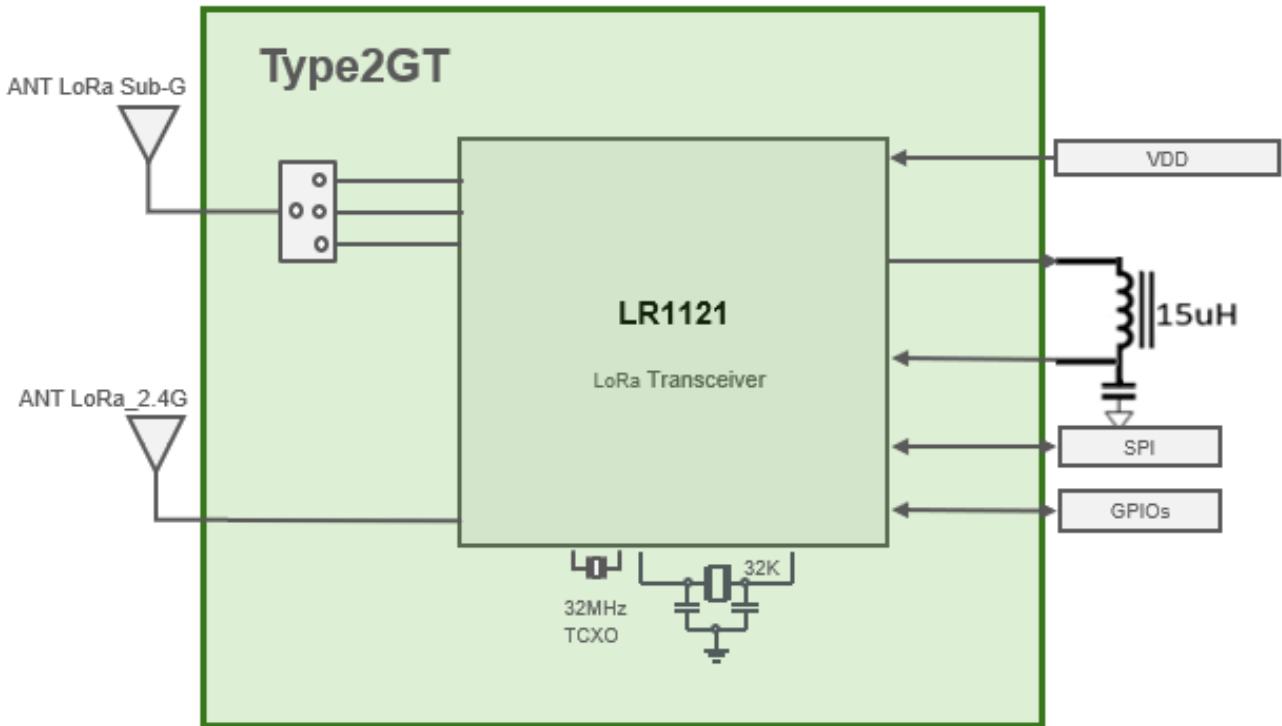 Type2GT
ANT LoRa Sub-G
VDD
LR1121
15uH
LoRa Transceiver
ANT LoRa_2.4G
SPI
GPIOs
32K
32MHz
TCXO